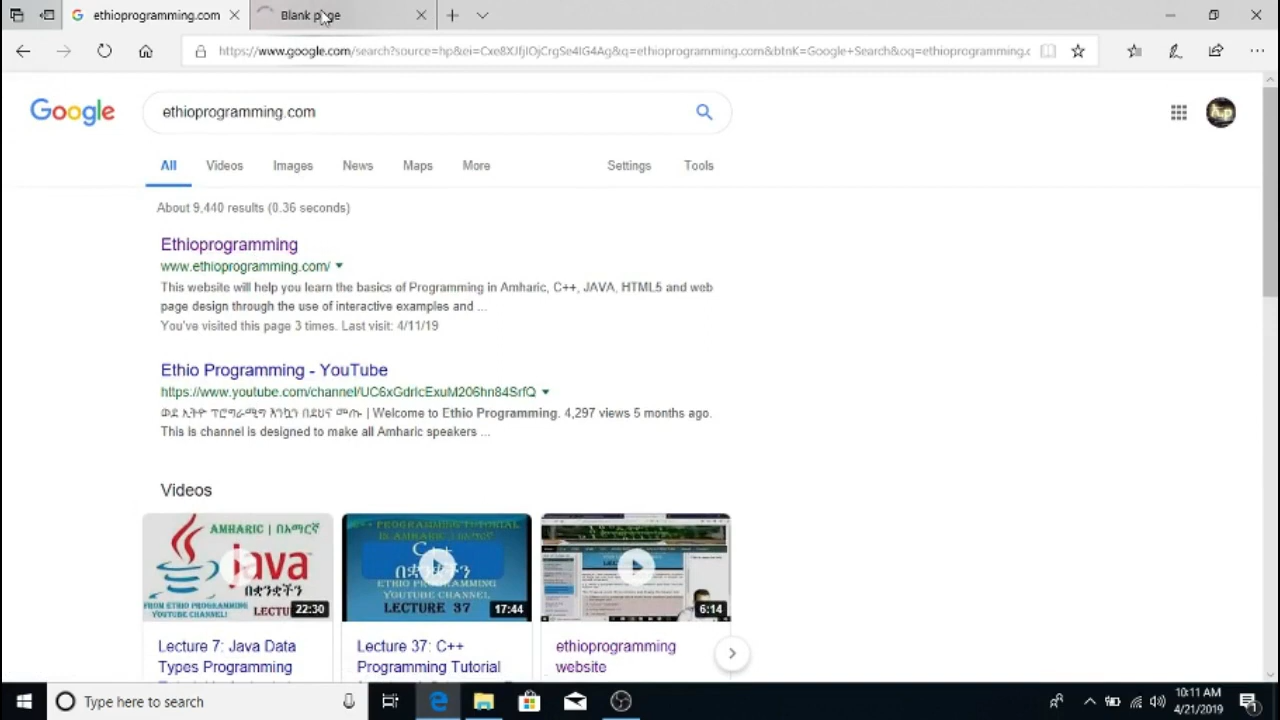 ethioprogramming.com
Blank page
https://www.google.com/search?source=hp&ei=Cxe8XJfjIOjCrgSe4IG4Ag&q=ethioprogramming.com&btnK=Google+Search&oq=ethioprogramming.c
Google
ethioprogramming.com
All Videos Images News Maps More Settings Tools
About 9,440 results (0.36 seconds)
Ethioprogramming
www.ethioprogramming.com/
This website will help you learn the basics of Programming in Amharic, C++, JAVA, HTML5 and web
page design through the use of interactive examples and ...
You've visited this page 3 times. Last visit: 4/11/19
Ethio Programming - YouTube
https://www.youtube.com/channel/UC6xGdrlcExuM206hn84SrfQ
ወደ ኢትዮ ፕሮግራሚግ እንኳን በደህና መጡ | Welcome to Ethio Programming. 4,297 views 5 months ago.
This is channel is designed to make all Amharic speakers ...
Videos
AMHARIC | በአማርኛ
java
በቋንቋችን
FROM ETHIO PROGRAMMING
YOUTUBE CHANNEL!
22:30
C++ PROGRAMMING TUTORIAL
IS AMHARIC
C++
በቋንቋችን
ETHIO PROGRAMMING
YOUTUBE CHANNEL
LECTURE 37
17:44
6:14
Lecture 7: Java Data
Types Programming
Lecture 37: C++
Programming Tutorial
ethioprogramming
website
Type here to search
10:11 AM
4/21/2019
1